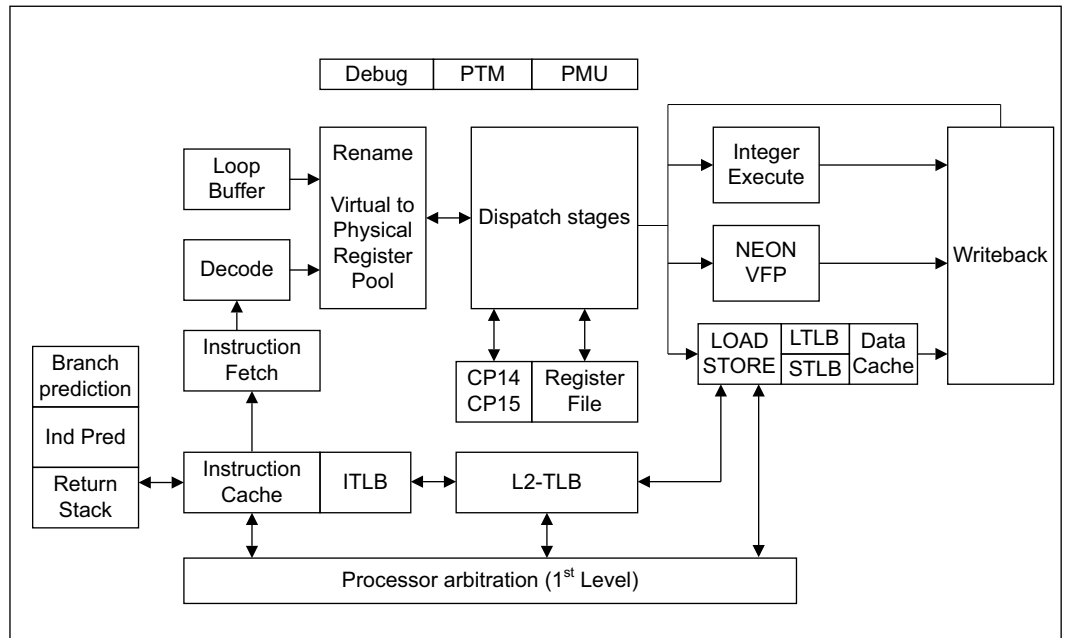 Debug
PTM
PMU
Loop
Buffer
Rename
Virtual to
Physical
Register
Pool
Dispatch stages
Integer
Execute
Writeback
Decode
NEON
VFP
Instruction
Fetch
LOAD
STORE
LTLB
STLB
Data
Cache
Branch
prediction
Ind Pred
Return
Stack
CP14
CP15
Register
File
Instruction
Cache
ITLB
L2-TLB
Processor arbitration (1st Level)